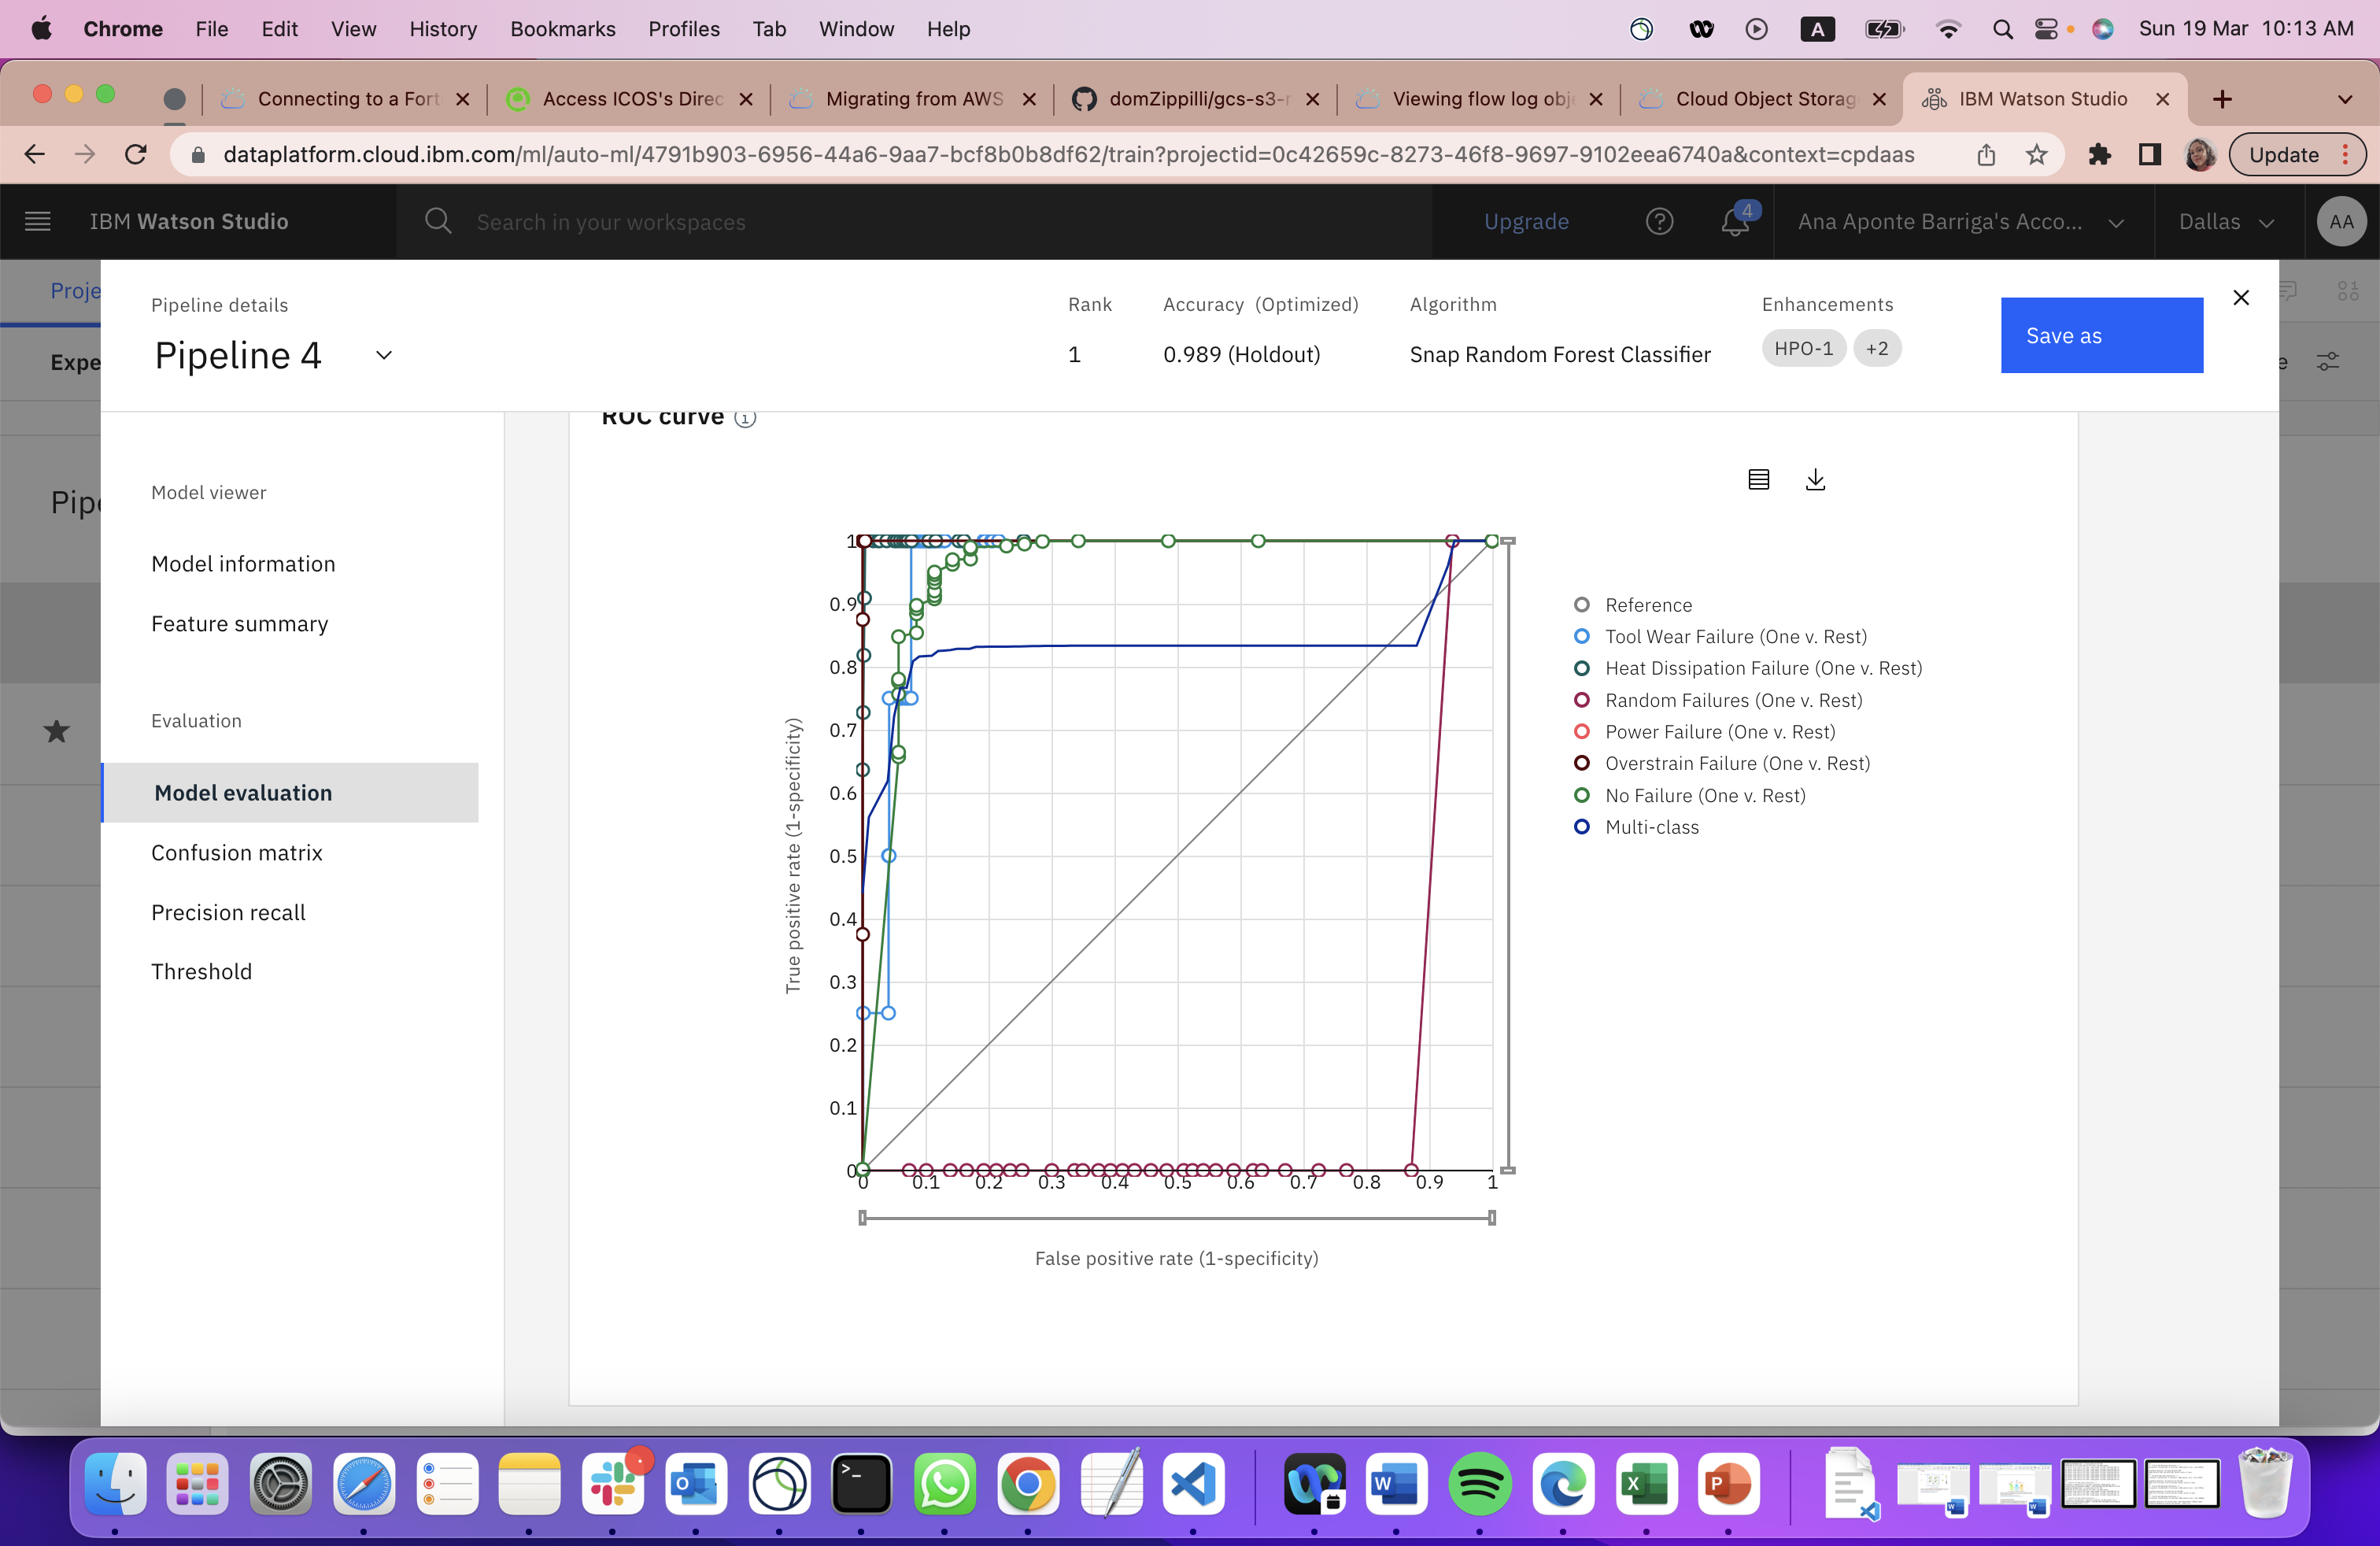 Chrome File Edit View History Bookmarks Profiles Tab Window Help A Sun 19 Mar 10:13 AM
Connecting to a Fort Access ICOS's Direc Migrating from AWS domZippilli/gcs-s3-r Viewing flow log obj Cloud Object Storag IBM Watson Studio
dataplatform.cloud.ibm.com/ml/auto-ml/4791b903-6956-44a6-9aa7-bcf8b0b8df62/train?projectid=0c42659c-8273-46f8-9697-9102eea6740a&context=cpdaas Update
IBM Watson Studio Search in your workspaces Upgrade 4 Ana Aponte Barriga's Acco... Dallas AA
Proje
Expe
Pipe
Pipeline details
Pipeline 4
Rank
1
Accuracy (Optimized)
0.989 (Holdout)
Algorithm
Snap Random Forest Classifier
Enhancements
HPO-1 +2
Save as
e
Model viewer
Model information
Feature summary
Evaluation
Model evaluation
Confusion matrix
Precision recall
Threshold
ROC curve
True positive rate (1-specificity)
1
0.9
0.8
0.7
0.6
0.5
0.4
0.3
0.2
0.1
0
0 0.1 0.2 0.3 0.4 0.5 0.6 0.7 0.8 0.9 1
False positive rate (1-specificity)
Reference
Tool Wear Failure (One v. Rest)
Heat Dissipation Failure (One v. Rest)
Random Failures (One v. Rest)
Power Failure (One v. Rest)
Overstrain Failure (One v. Rest)
No Failure (One v. Rest)
Multi-class